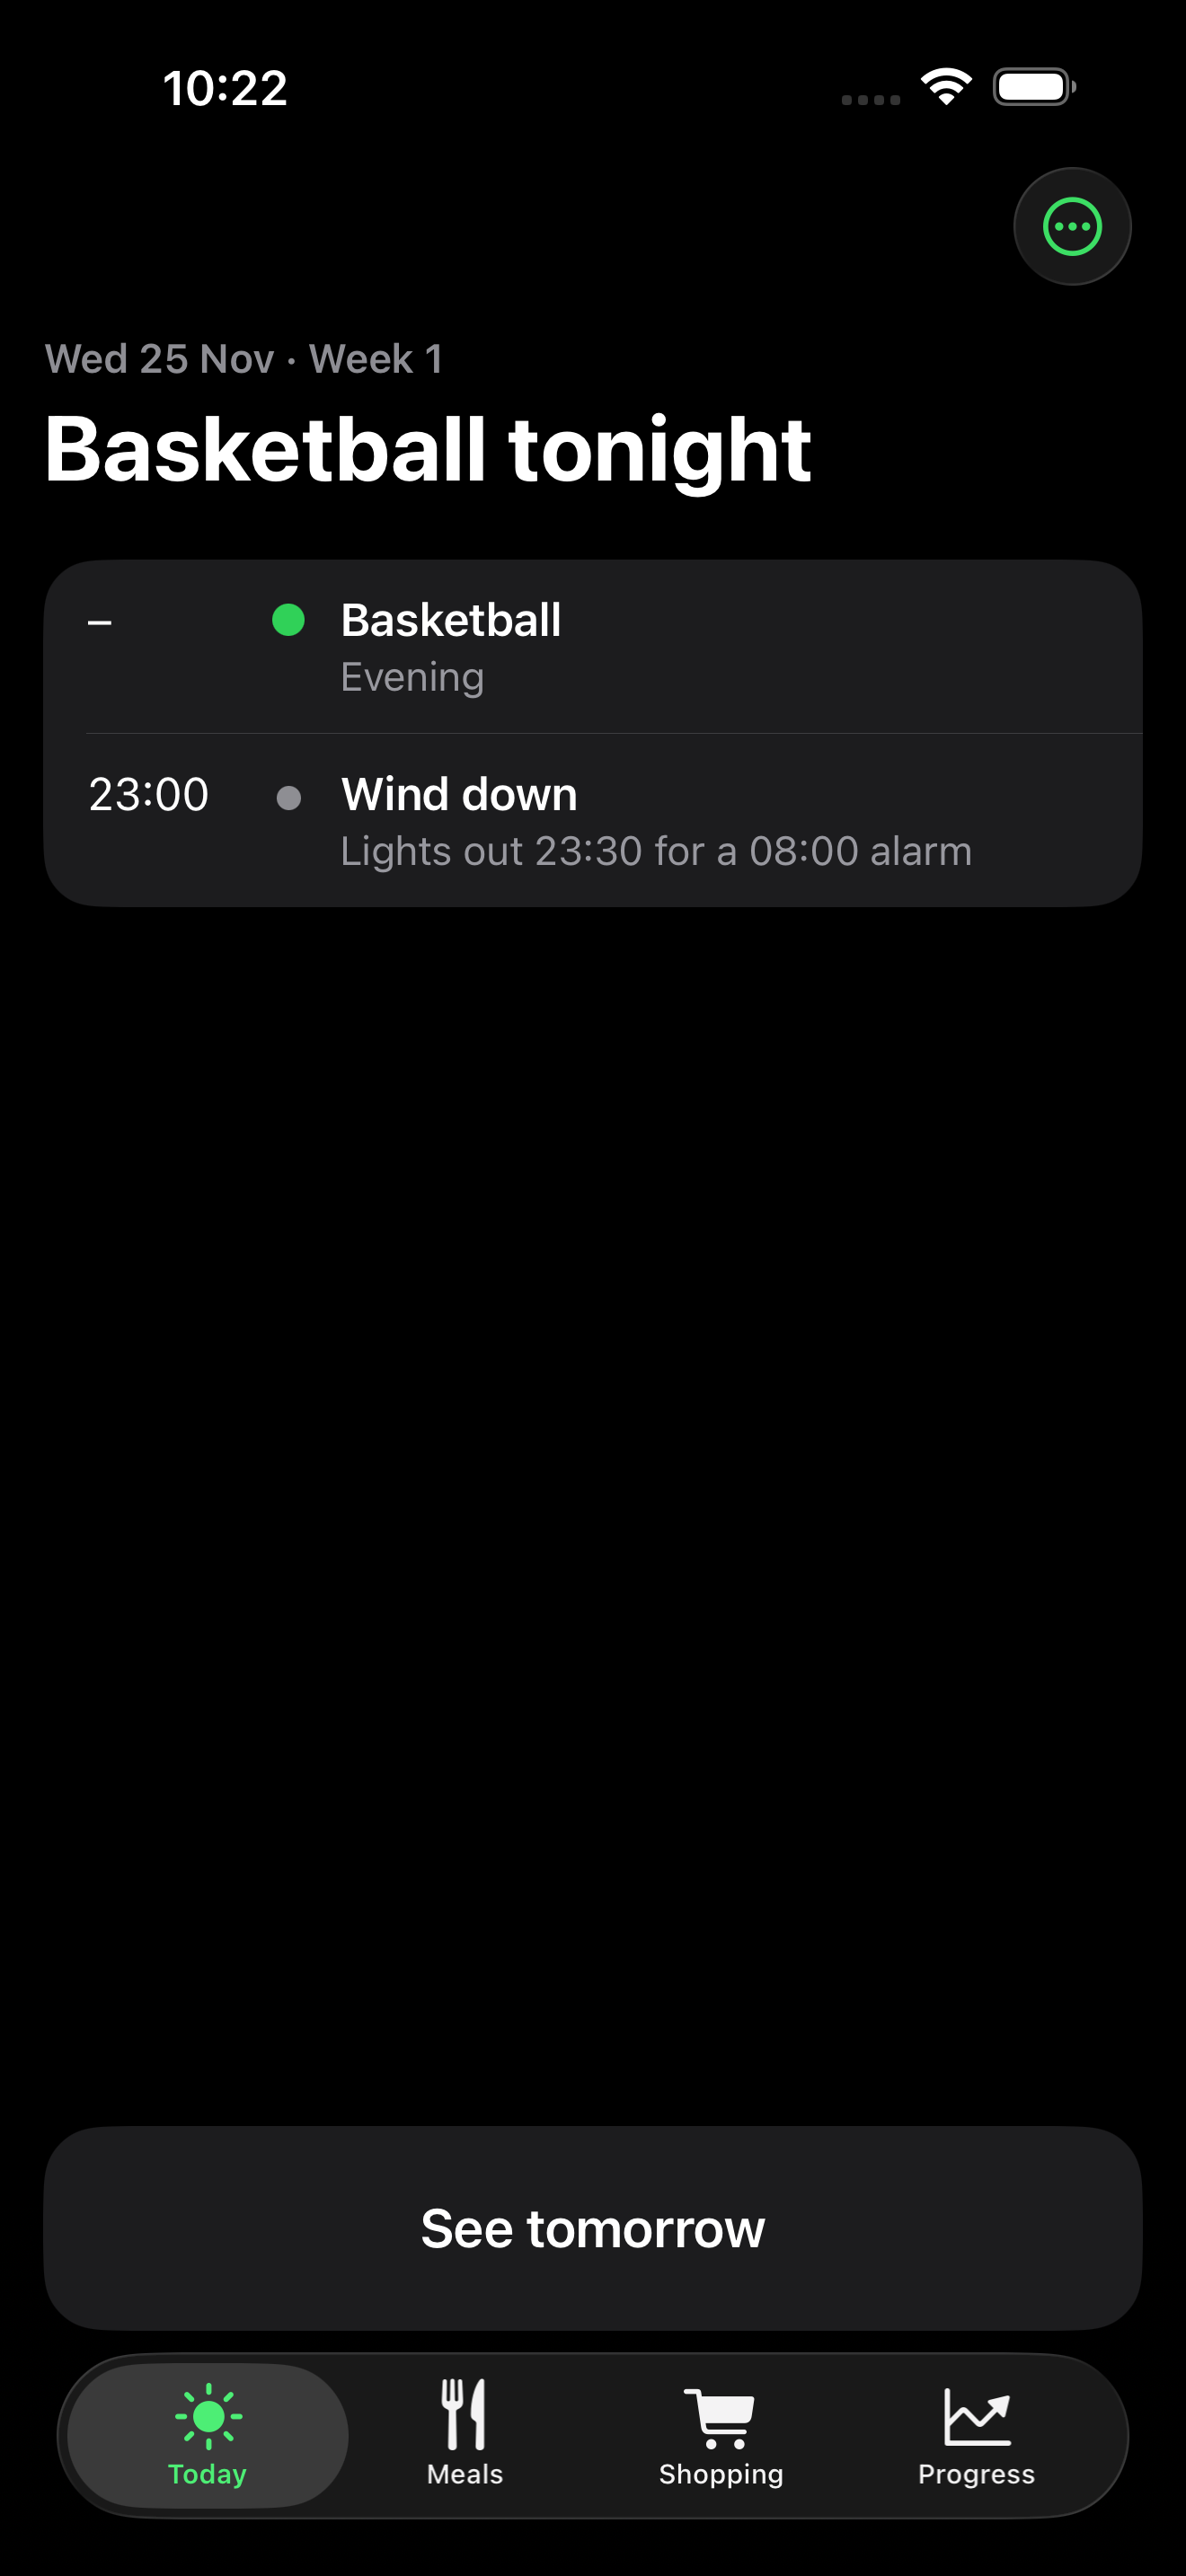 10:22
Wed 25 Nov · Week 1
Basketball tonight
– Basketball
Evening
23:00 Wind down
Lights out 23:30 for a 08:00 alarm
See tomorrow
Today Meals Shopping Progress